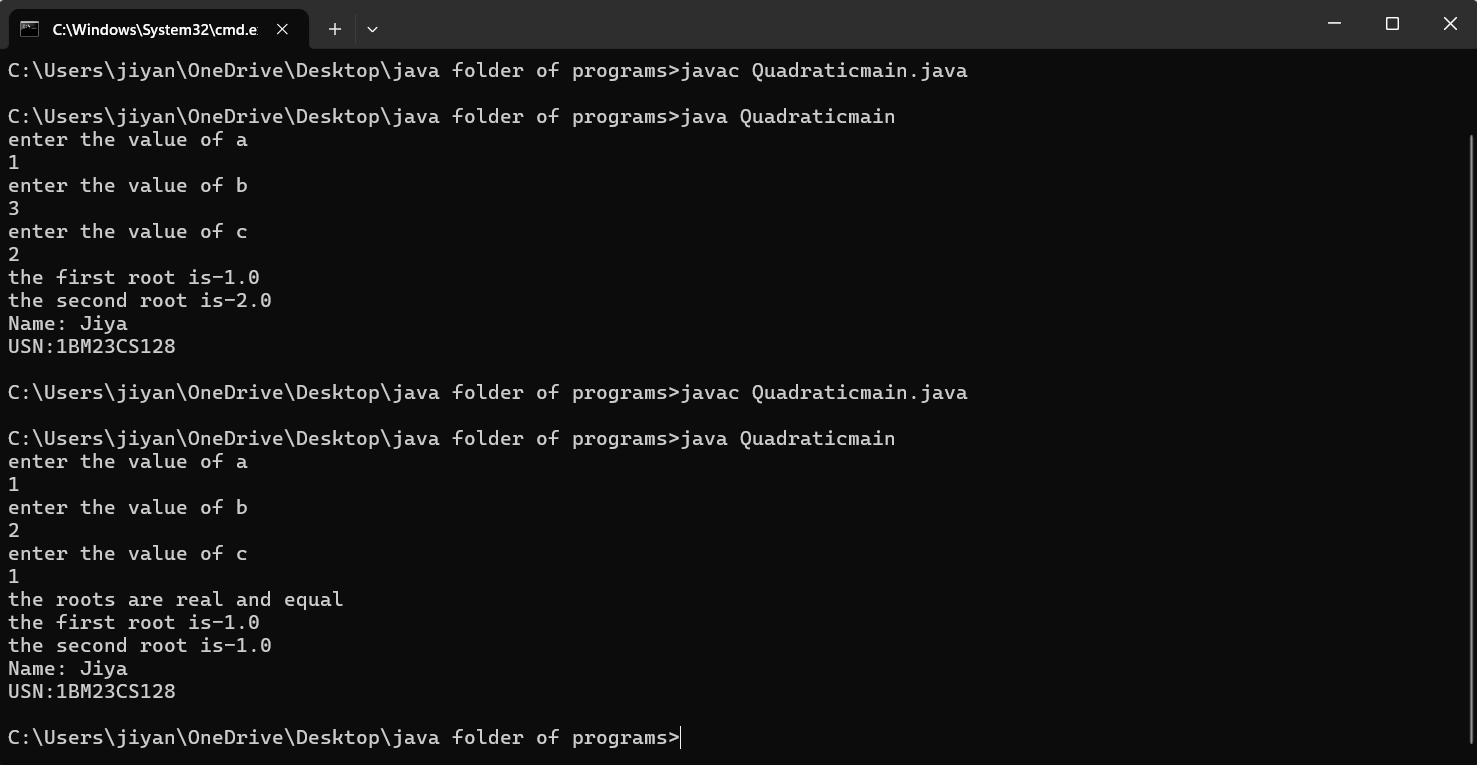 C:\Windows\System32\cmd.e
C:\Users\jiyan\OneDrive\Desktop\java folder of programs>javac Quadraticmain.java
C:\Users\jiyan\OneDrive\Desktop\java folder of programs>java Quadraticmain
enter the value of a
1
enter the value of b
3
enter the value of c
2
the first root is-1.0
the second root is-2.0
Name: Jiya
USN:1BM23CS128
C:\Users\jiyan\OneDrive\Desktop\java folder of programs>javac Quadraticmain.java
C:\Users\jiyan\OneDrive\Desktop\java folder of programs>java Quadraticmain
enter the value of a
1
enter the value of b
2
enter the value of c
1
the roots are real and equal
the first root is-1.0
the second root is-1.0
Name: Jiya
USN:1BM23CS128
C:\Users\jiyan\OneDrive\Desktop\java folder of programs>